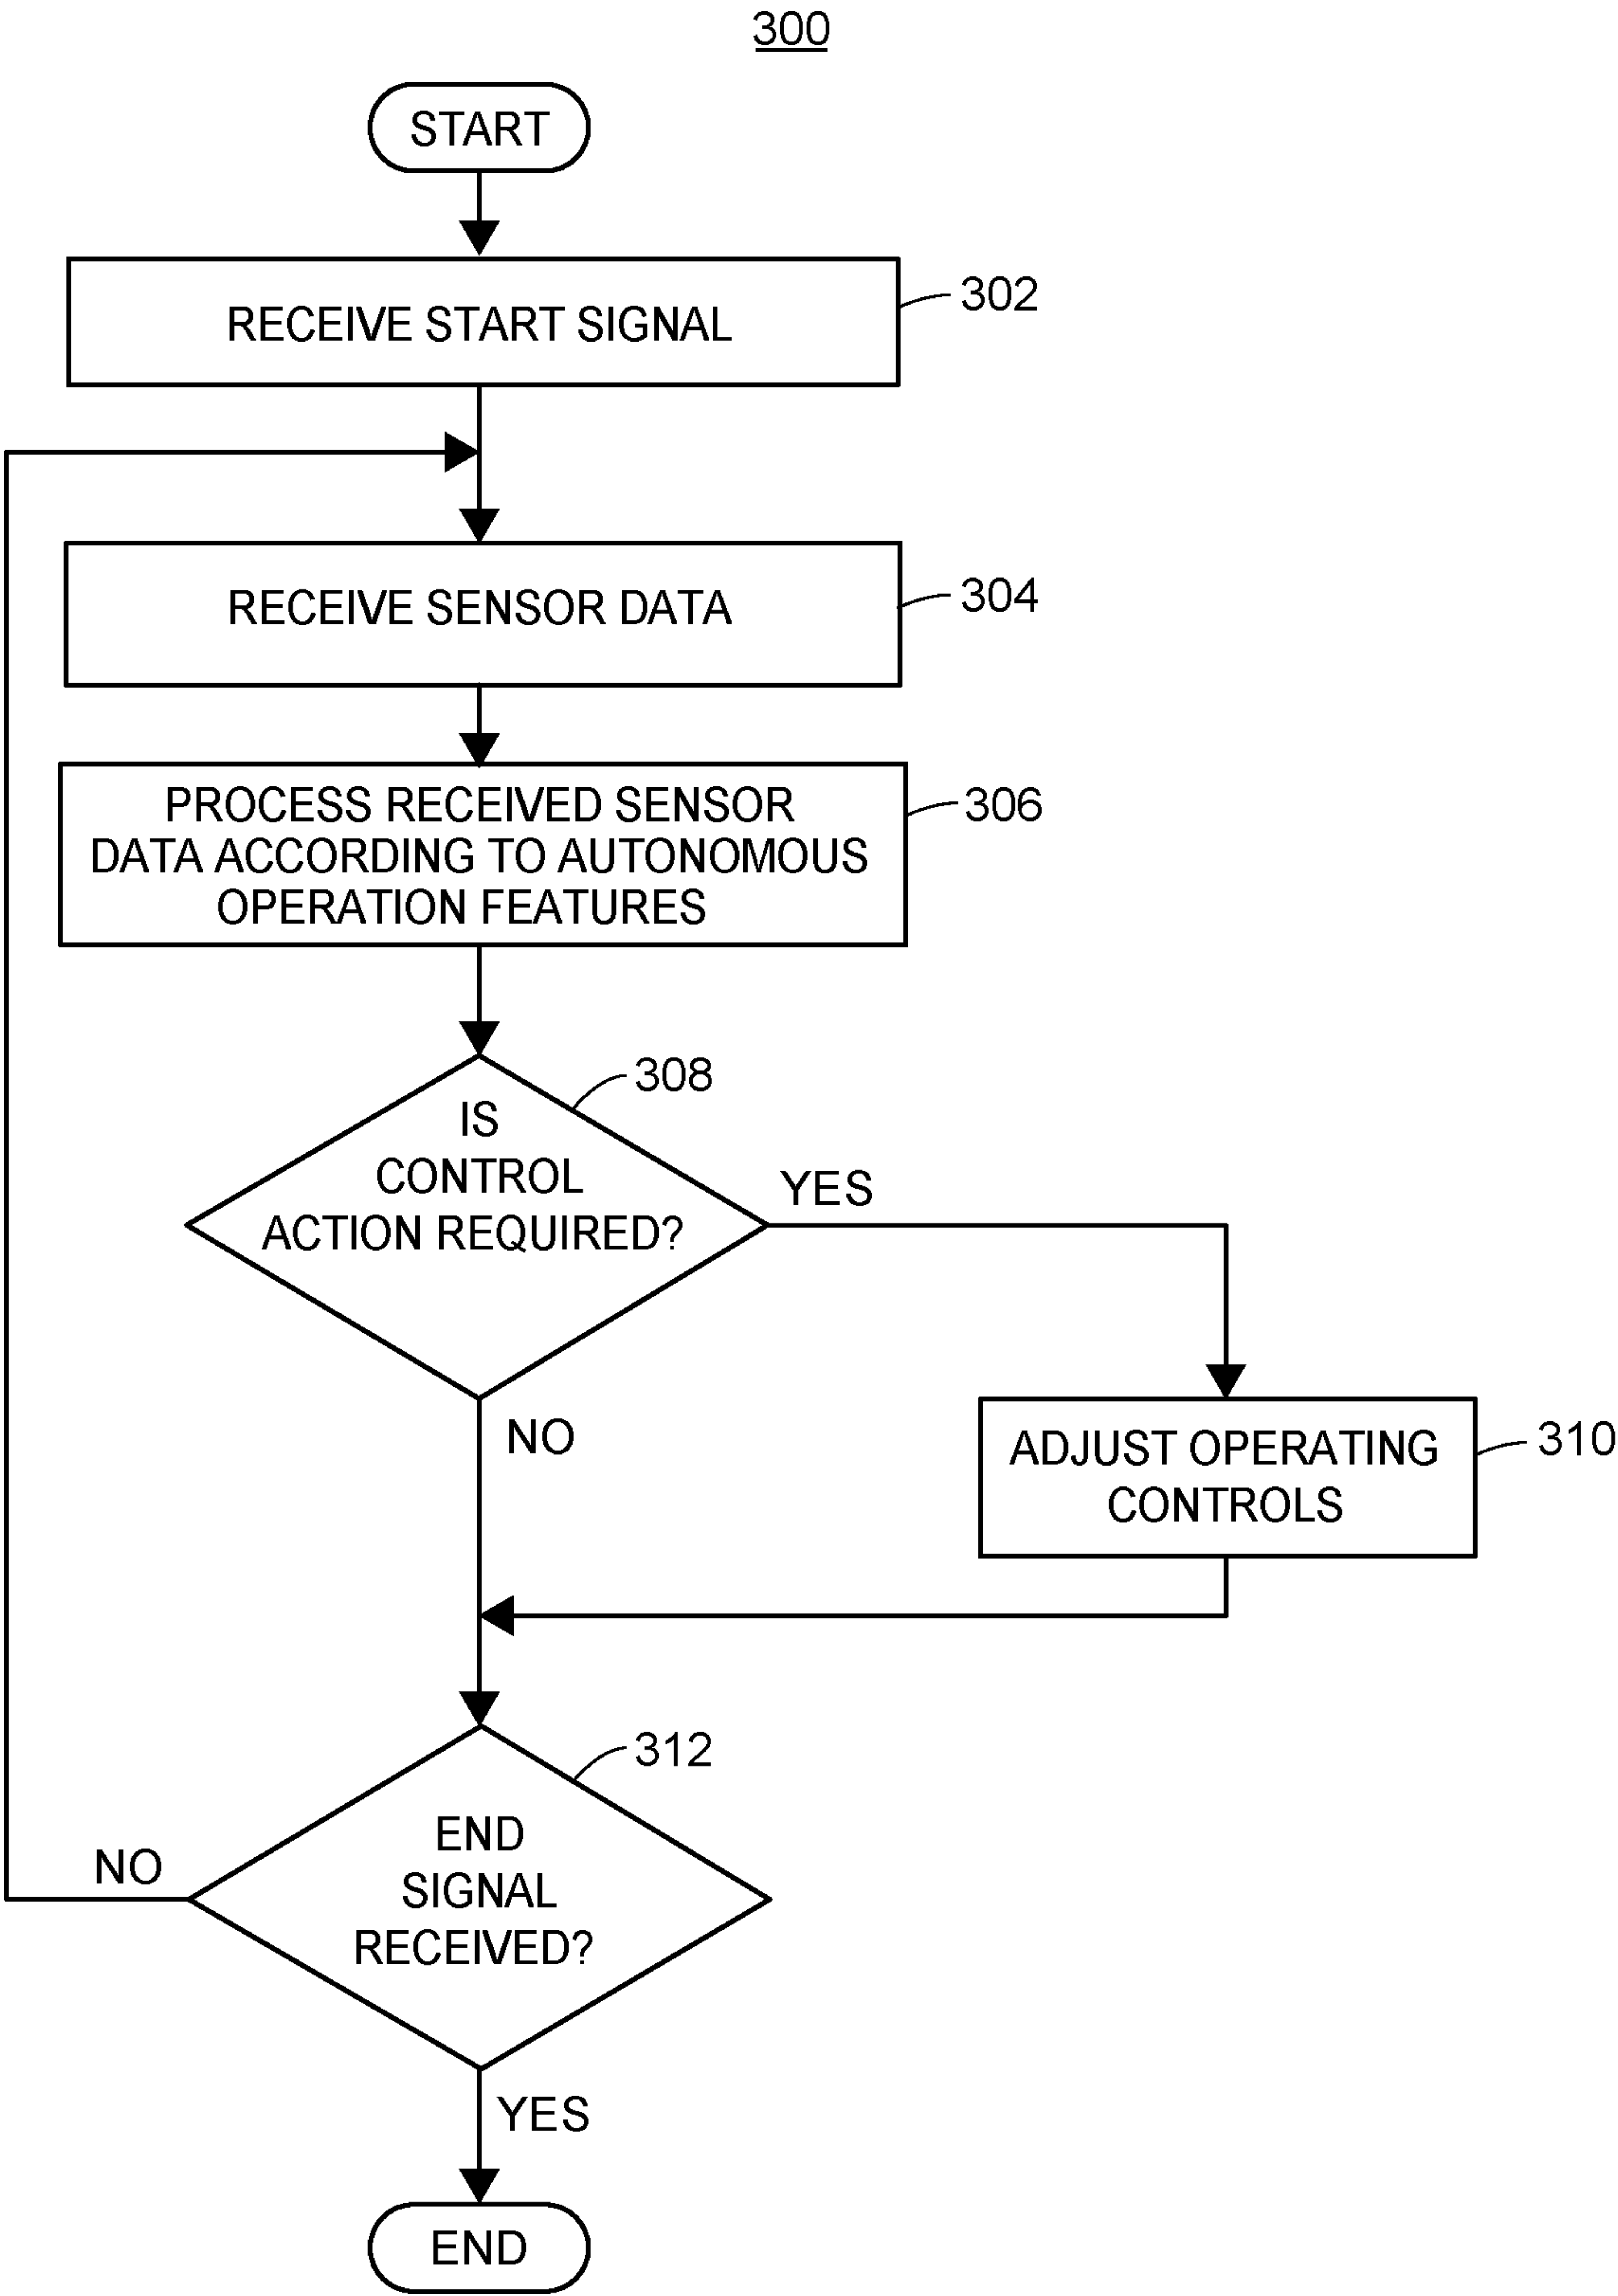 300
START
RECEIVE START SIGNAL
302
RECEIVE SENSOR DATA
304
PROCESS RECEIVED SENSOR
DATA ACCORDING TO AUTONOMOUS
OPERATION FEATURES
306
308
IS
CONTROL
ACTION REQUIRED?
YES
NO
ADJUST OPERATING
CONTROLS
310
312
END
SIGNAL
RECEIVED?
NO
YES
END